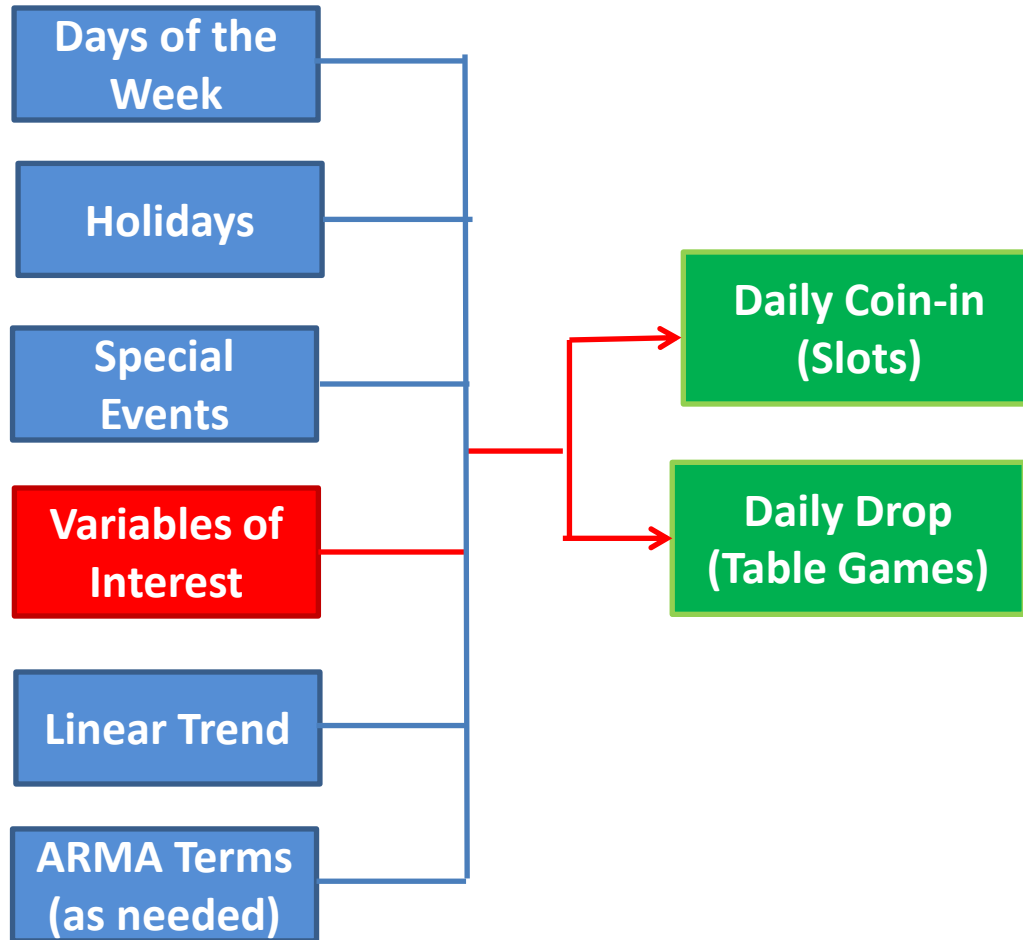 Days of the
Week
Holidays
Special
Events
Variables of
Interest
Linear Trend
ARMA Terms
(as needed)
Daily Coin-in
(Slots)
Daily Drop
(Table Games)